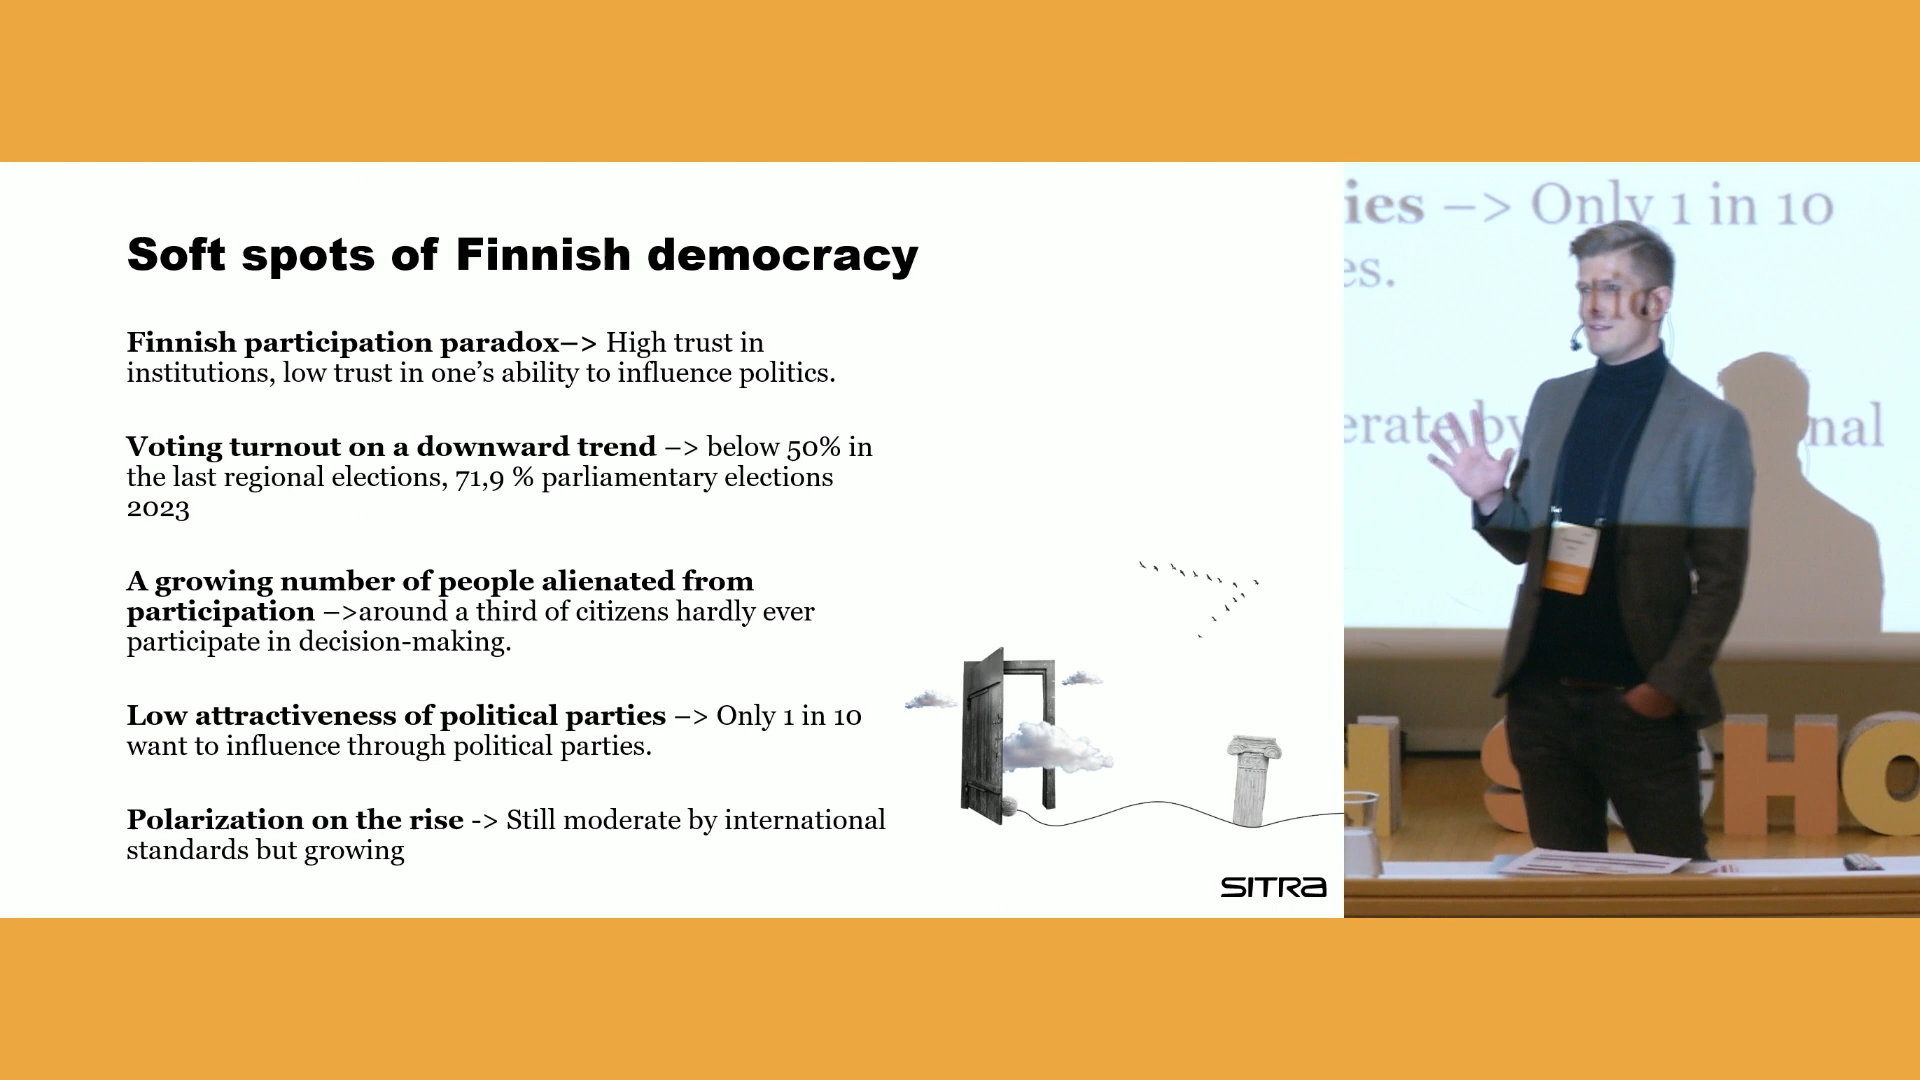 Soft spots of Finnish democracy
Finnish participation paradox–> High trust in
institutions, low trust in one’s ability to influence politics.
Voting turnout on a downward trend –> below 50% in
the last regional elections, 71,9 % parliamentary elections
2023
A growing number of people alienated from
participation –>around a third of citizens hardly ever
participate in decision-making.
Low attractiveness of political parties –> Only 1 in 10
want to influence through political parties.
Polarization on the rise -> Still moderate by international
standards but growing
SITRA
ies –> Only 1 in 10
es.
erate by nal
H SHO